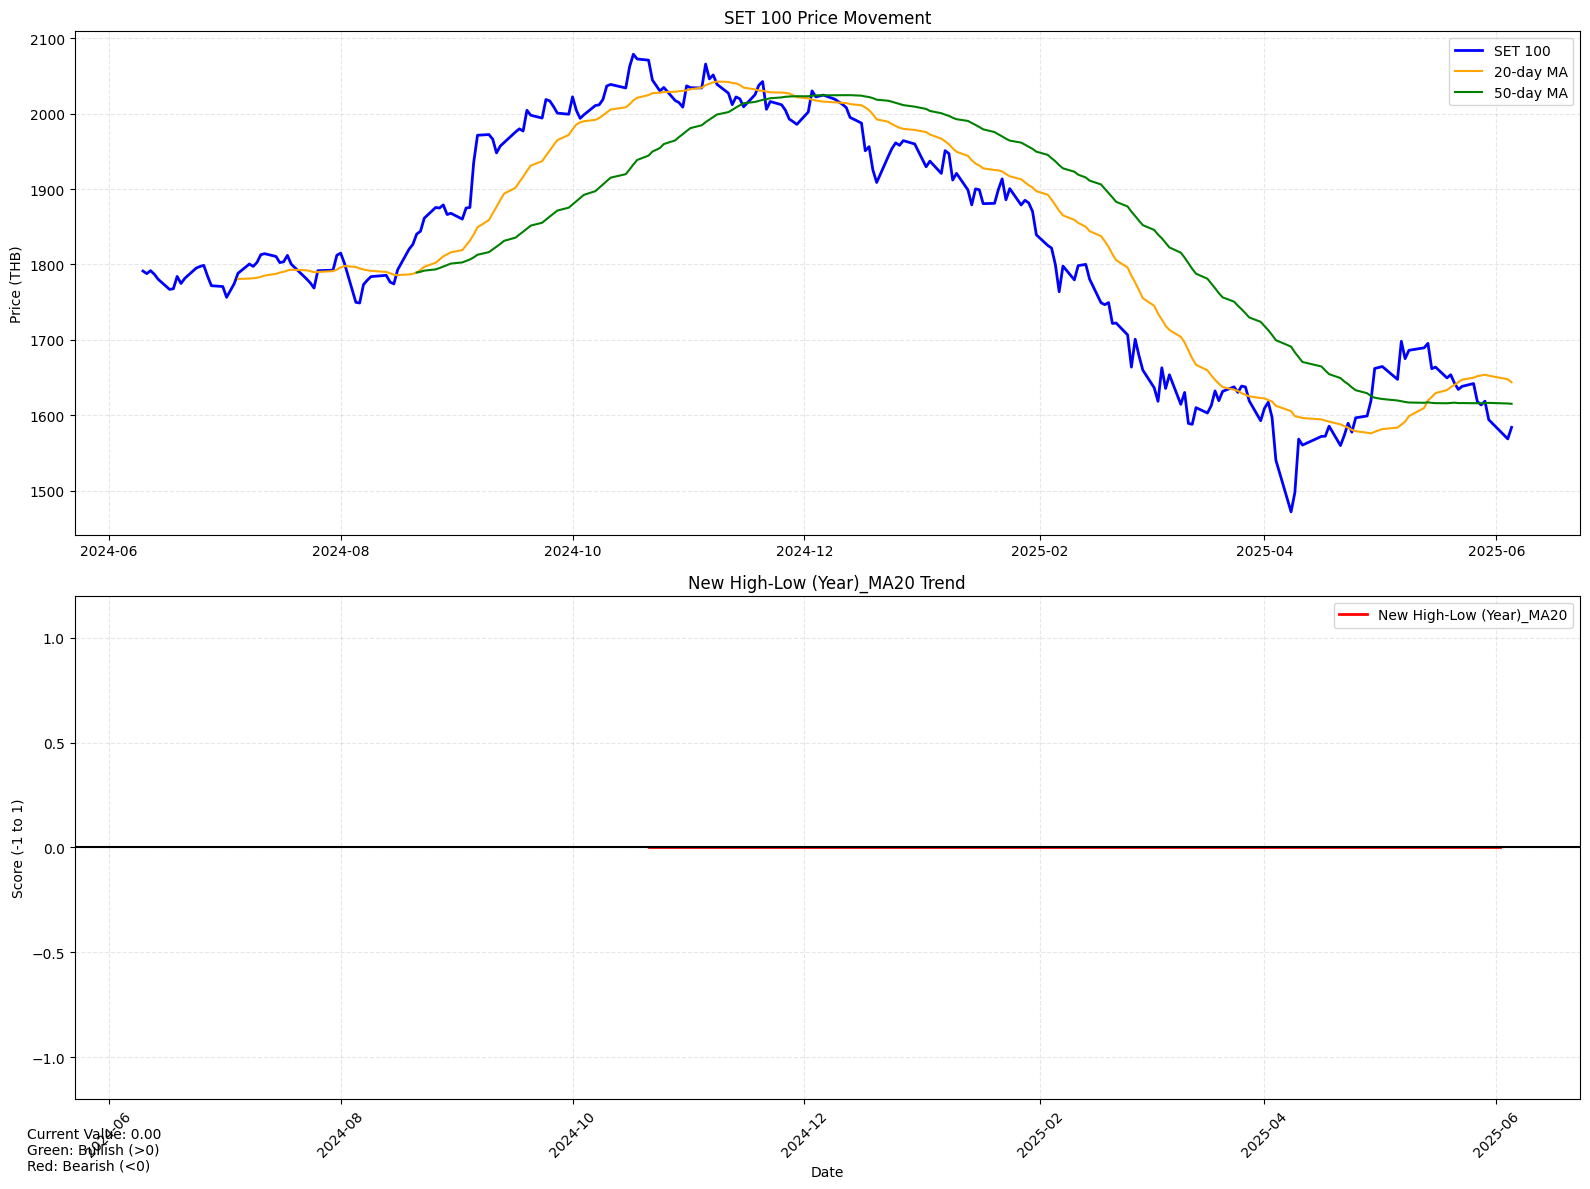 SET 100 Price Movement
SET 100
20-day MA
50-day MA
Price (THB)
2100
2000
1900
1800
1700
1600
1500
2024-06
2024-08
2024-10
2024-12
2025-02
2025-04
2025-06
New High-Low (Year)_MA20 Trend
New High-Low (Year)_MA20
Score (-1 to 1)
1.0
0.5
0.0
−0.5
−1.0
2024-06
2024-08
2024-10
2024-12
2025-02
2025-04
2025-06
Date
Current Value: 0.00
Green: Bullish (>0)
Red: Bearish (<0)